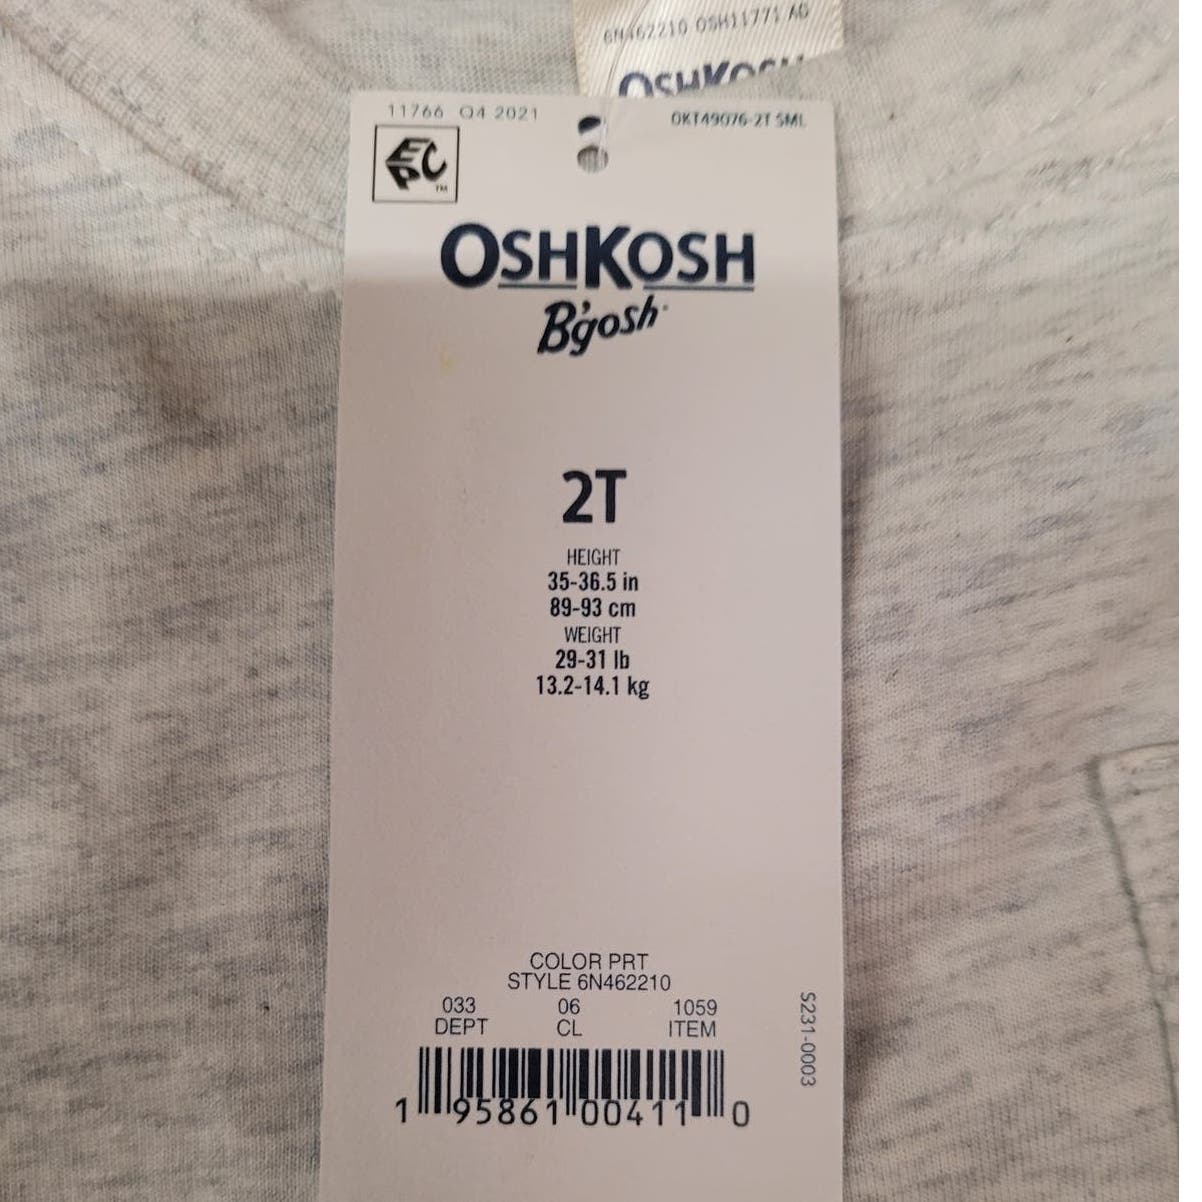 6N462210 OSH11771 AG
OSHKOSH
11766 Q4 2021
OKT49076-2T SML
EPC
TM
OSHKOSH
B'gosh
2T
HEIGHT
35-36.5 in
89-93 cm
WEIGHT
29-31 lb
13.2-14.1 kg
COLOR PRT
STYLE 6N462210
033 06 1059
DEPT CL ITEM
S231-0003
1 95861 00411 0